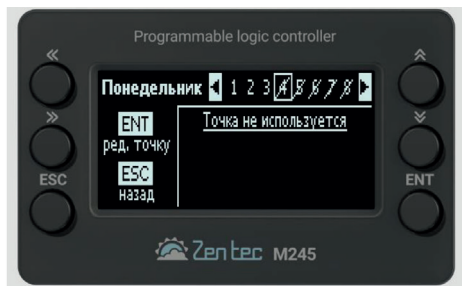 Programmable logic controller
«
»
ESC
Понедельник 1 2 3 4 5 6 7 8
ENT
ред. точку
ESC
назад
Точка не используется
ENT
Zentec M245